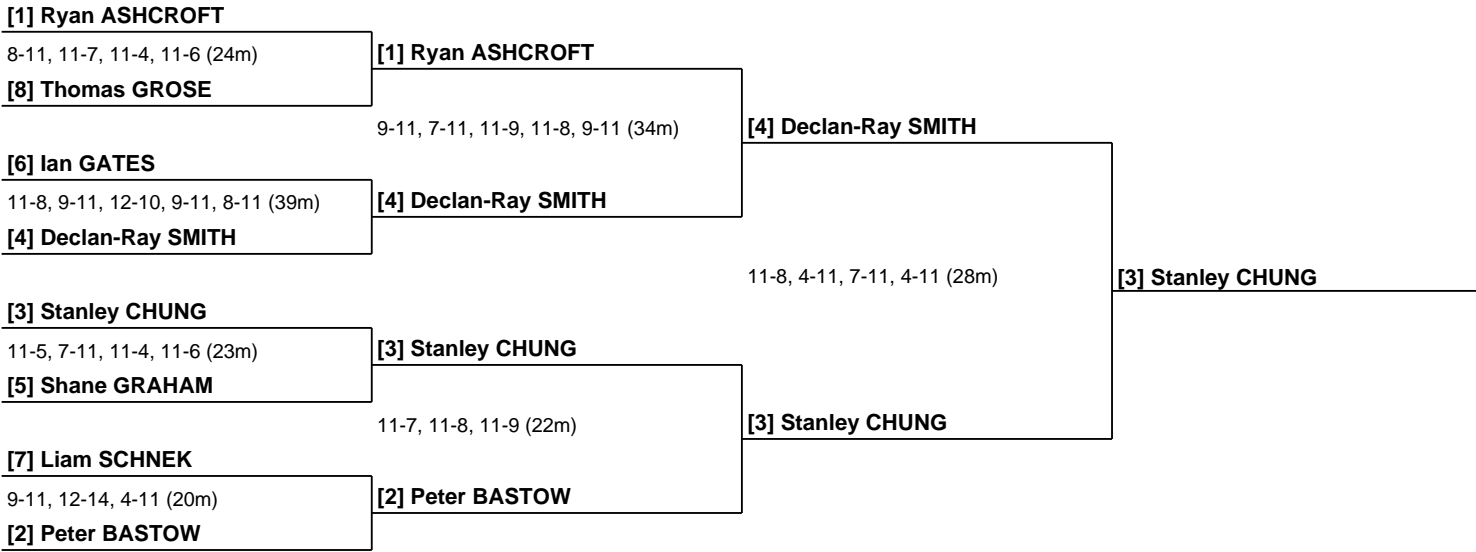 [1] Ryan ASHCROFT
8-11, 11-7, 11-4, 11-6 (24m)
[8] Thomas GROSE
[1] Ryan ASHCROFT
9-11, 7-11, 11-9, 11-8, 9-11 (34m)
[4] Declan-Ray SMITH
[6] Ian GATES
11-8, 9-11, 12-10, 9-11, 8-11 (39m)
[4] Declan-Ray SMITH
[4] Declan-Ray SMITH
11-8, 4-11, 7-11, 4-11 (28m)
[3] Stanley CHUNG
[3] Stanley CHUNG
11-5, 7-11, 11-4, 11-6 (23m)
[5] Shane GRAHAM
[3] Stanley CHUNG
11-7, 11-8, 11-9 (22m)
[3] Stanley CHUNG
[7] Liam SCHNEK
9-11, 12-14, 4-11 (20m)
[2] Peter BASTOW
[2] Peter BASTOW